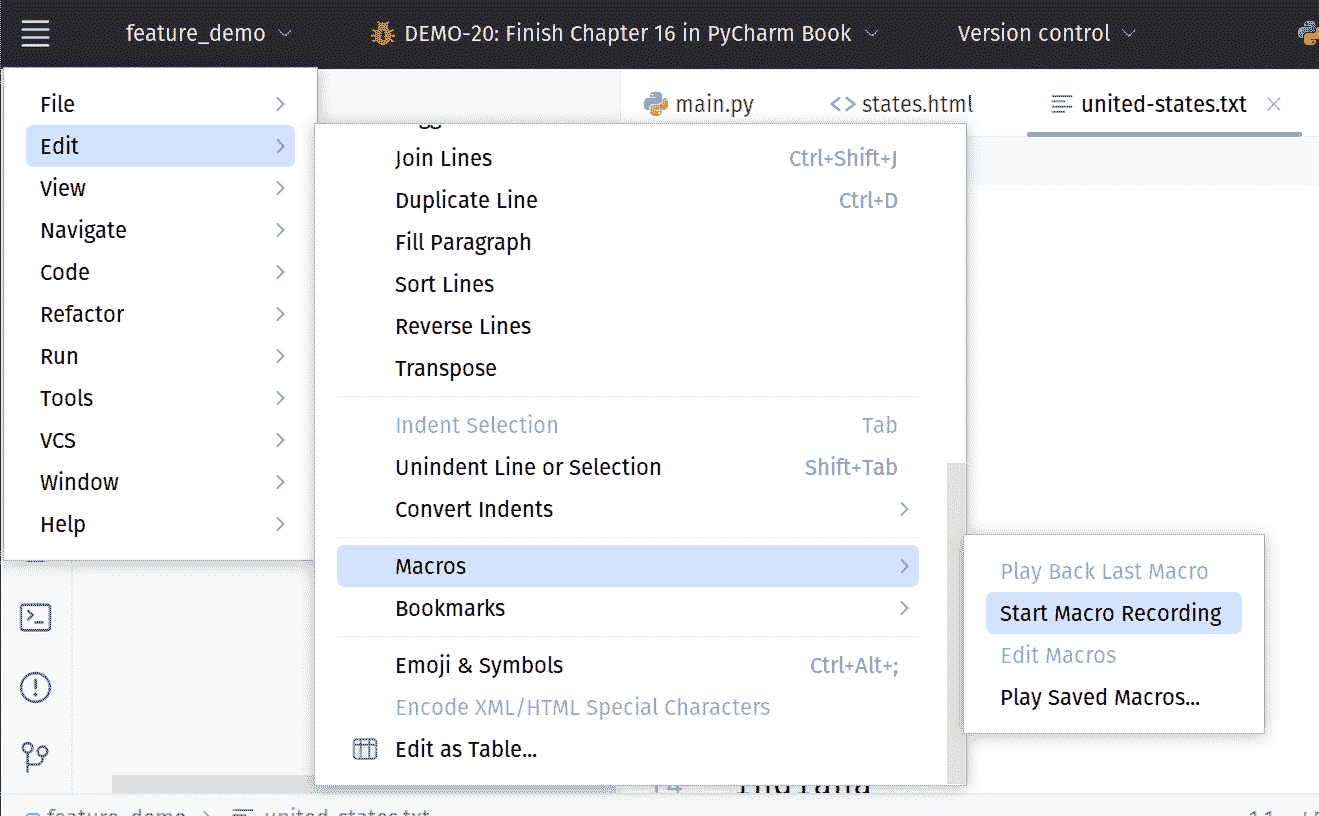 feature_demo DEMO-20: Finish Chapter 16 in PyCharm Book Version control
main.py states.html united-states.txt
File
Edit
View
Navigate
Code
Refactor
Run
Tools
VCS
Window
Help
Join Lines Ctrl+Shift+J
Duplicate Line Ctrl+D
Fill Paragraph
Sort Lines
Reverse Lines
Transpose
Indent Selection Tab
Unindent Line or Selection Shift+Tab
Convert Indents
Macros
Bookmarks
Emoji & Symbols Ctrl+Alt+;
Encode XML/HTML Special Characters
Edit as Table...
Play Back Last Macro
Start Macro Recording
Edit Macros
Play Saved Macros...
14 Indiana
feature_demo united-states.txt